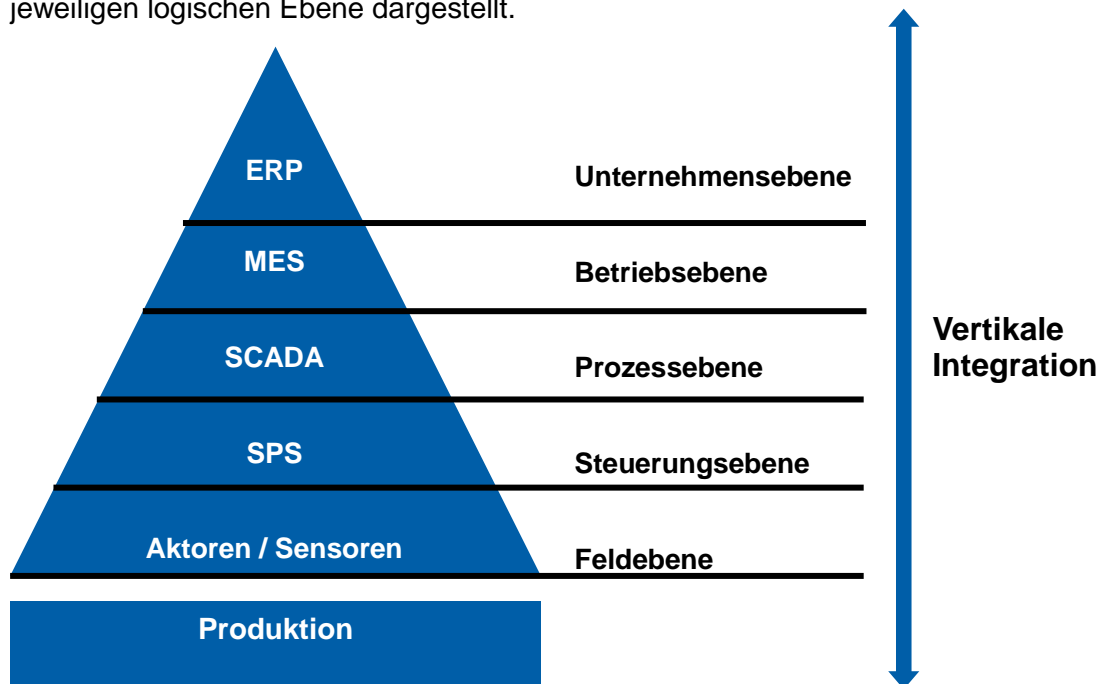 jeweiligen logischen Ebene dargestellt.
ERP
Unternehmensebene
MES
Betriebsebene
SCADA
Prozessebene
SPS
Steuerungsebene
Aktoren / Sensoren
Feldebene
Produktion
Vertikale
Integration